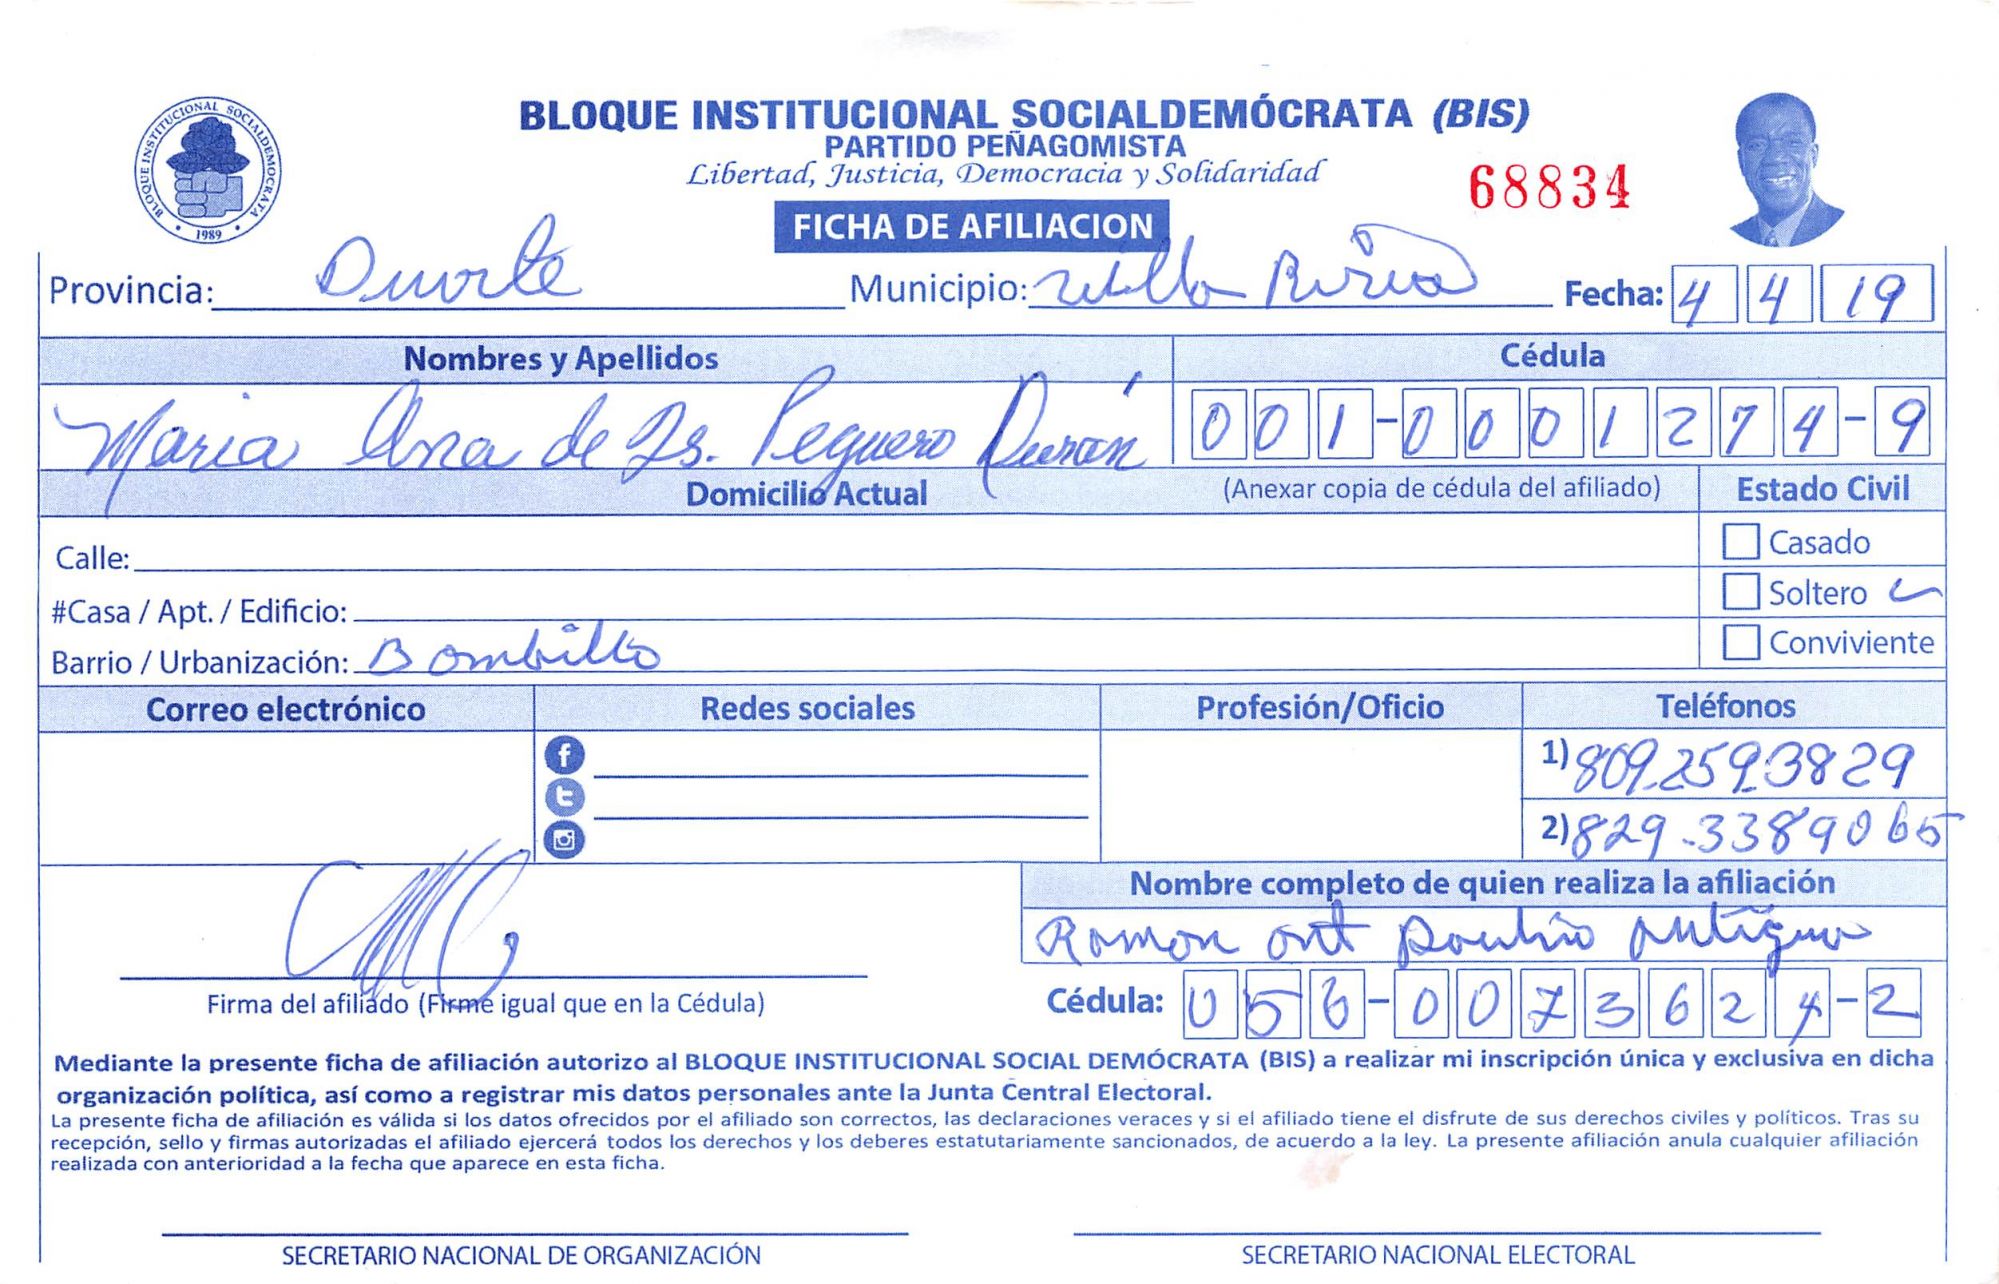 BLOQUE INSTITUCIONAL SOCIALDEMÓCRATA • 1989 •
BLOQUE INSTITUCIONAL SOCIALDEMÓCRATA (BIS)
PARTIDO PEÑAGOMISTA
Libertad, Justicia, Democracia y Solidaridad
68834
FICHA DE AFILIACION
Provincia: Duarte Municipio: Villa Riva Fecha: 4 4 19
Nombres y Apellidos Cédula
Maria Ana de Js. Peguero Durán 001-0001274-9
Domicilio Actual (Anexar copia de cédula del afiliado) Estado Civil
Calle: Casado
#Casa / Apt. / Edificio: Soltero
Barrio / Urbanización: Bombillo Conviviente
Correo electrónico Redes sociales Profesión/Oficio Teléfonos
1) 809.259.3829
2) 829-3389065
Nombre completo de quien realiza la afiliación
Ramon ant paulino antigua
Firma del afiliado (Firme igual que en la Cédula) Cédula: 056-0073624-2
Mediante la presente ficha de afiliación autorizo al BLOQUE INSTITUCIONAL SOCIAL DEMÓCRATA (BIS) a realizar mi inscripción única y exclusiva en dicha
organización política, así como a registrar mis datos personales ante la Junta Central Electoral.
La presente ficha de afiliación es válida si los datos ofrecidos por el afiliado son correctos, las declaraciones veraces y si el afiliado tiene el disfrute de sus derechos civiles y políticos. Tras su
recepción, sello y firmas autorizadas el afiliado ejercerá todos los derechos y los deberes estatutariamente sancionados, de acuerdo a la ley. La presente afiliación anula cualquier afiliación
realizada con anterioridad a la fecha que aparece en esta ficha.
SECRETARIO NACIONAL DE ORGANIZACIÓN SECRETARIO NACIONAL ELECTORAL